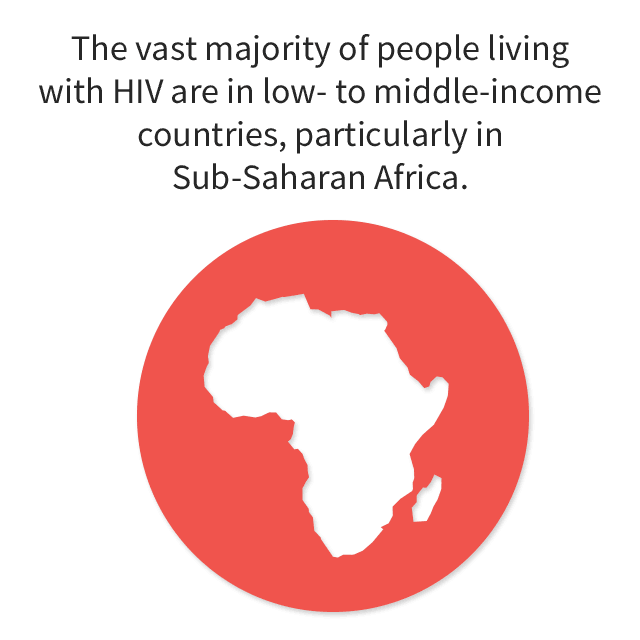 The vast majority of people living
with HIV are in low- to middle-income
countries, particularly in
Sub-Saharan Africa.